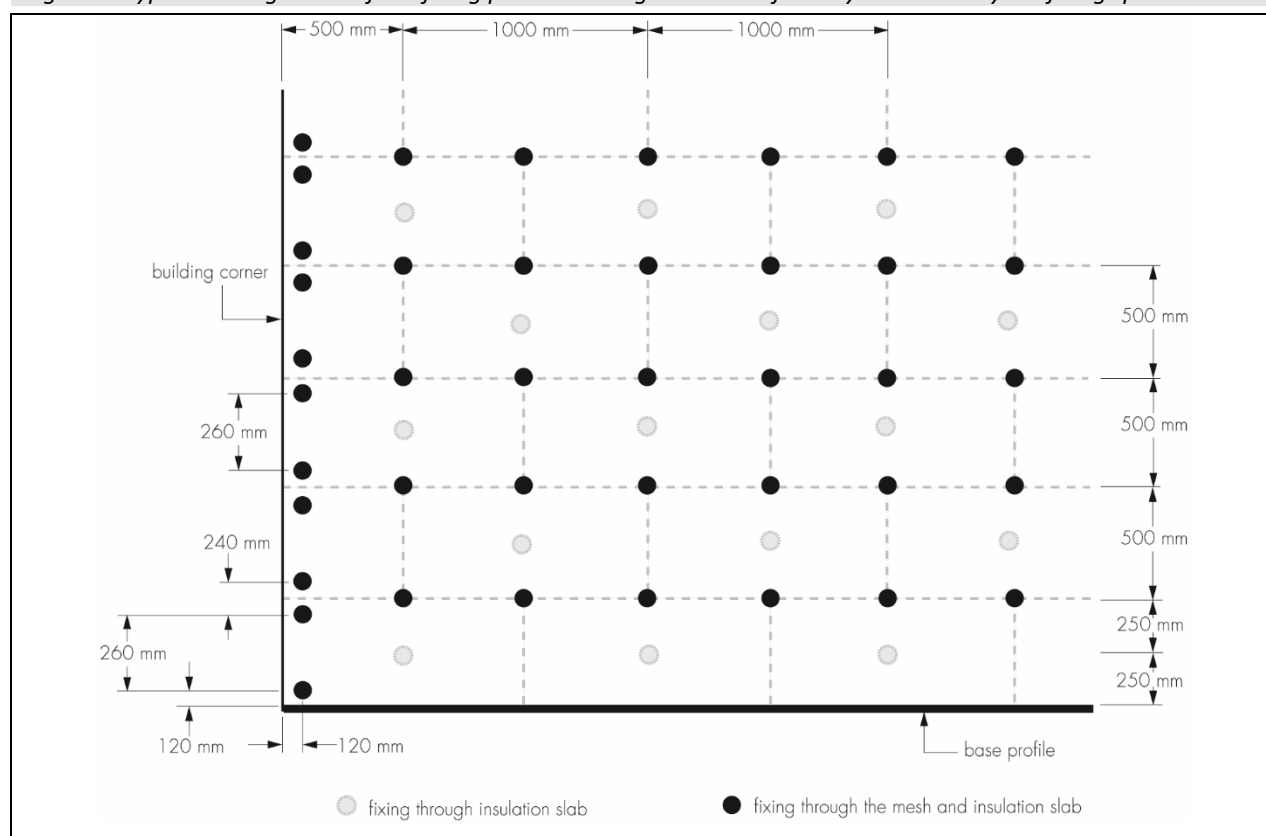 500 mm
1000 mm
1000 mm
building corner
500 mm
500 mm
260 mm
500 mm
240 mm
250 mm
260 mm
250 mm
120 mm
120 mm
base profile
fixing through insulation slab
fixing through the mesh and insulation slab